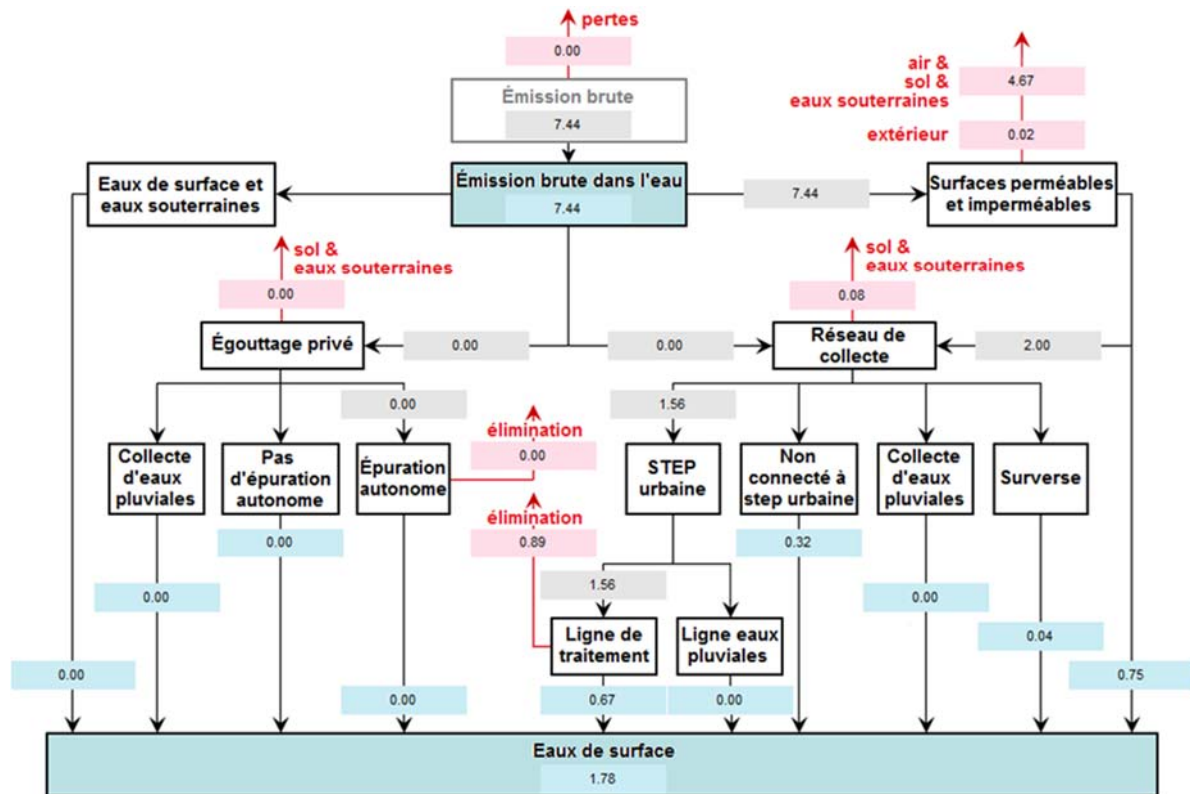 pertes
0.00
Émission brute
7.44
air &
sol &
eaux souterraines
4.67
extérieur
0.02
Eaux de surface et
eaux souterraines
Émission brute dans l'eau
7.44
7.44
Surfaces perméables
et imperméables
sol &
eaux souterraines
0.00
sol &
eaux souterraines
0.08
Égouttage privé
0.00
0.00
Réseau de
collecte
2.00
0.00
1.56
Collecte
d'eaux
pluviales
Pas
d'épuration
autonome
Épuration
autonome
élimination
0.00
STEP
urbaine
Non
connecté à
step urbaine
Collecte
d'eaux
pluviales
Surverse
élimination
0.89
0.00
0.32
0.00
1.56
0.00
Ligne de
traitement
Ligne eaux
pluviales
0.04
0.00
0.00
0.67
0.00
0.75
Eaux de surface
1.78